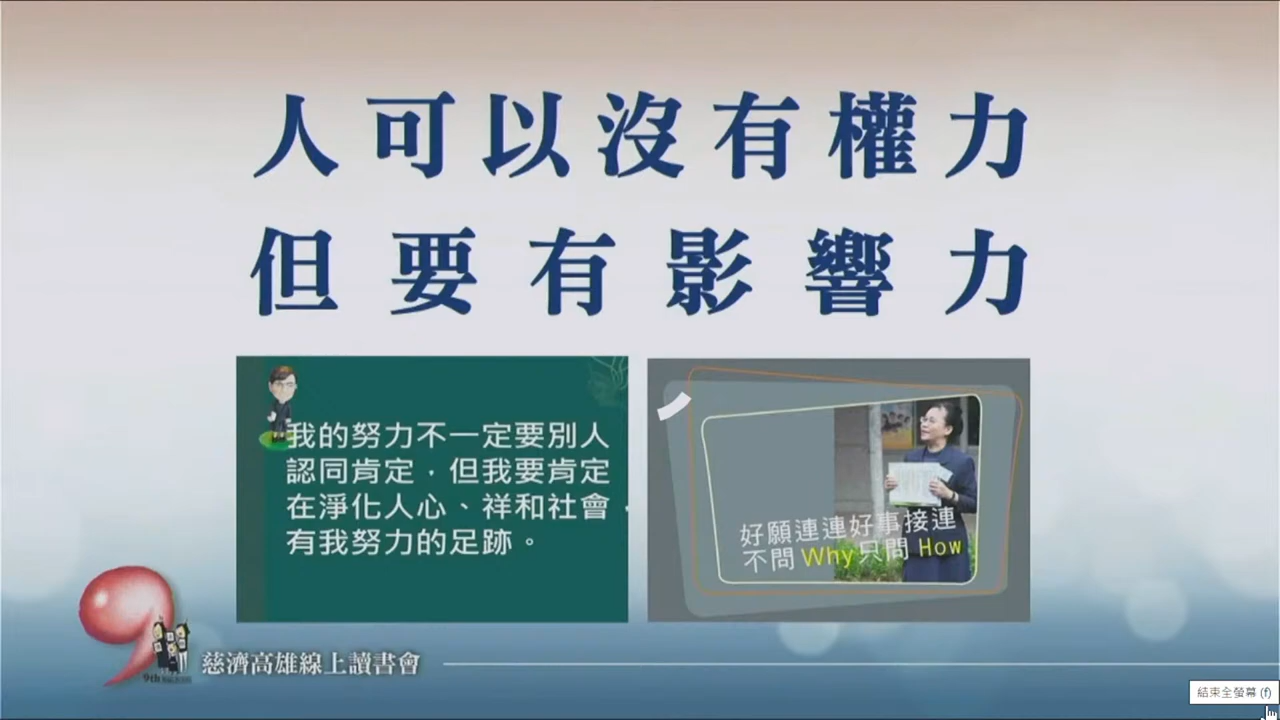 人可以沒有權力
但要有影響力
我的努力不一定要別人
認同肯定，但我要肯定
在淨化人心、祥和社會，
有我努力的足跡。
好願連連好事接連
不問 Why 只問 How
9th
慈濟高雄線上讀書會
結束全螢幕 (f)